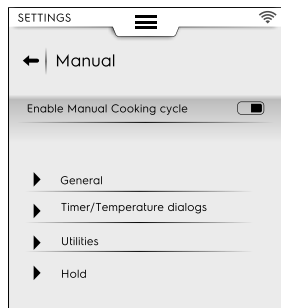 SETTINGS
Manual
Enable Manual Cooking cycle
General
Timer/Temperature dialogs
Utilities
Hold